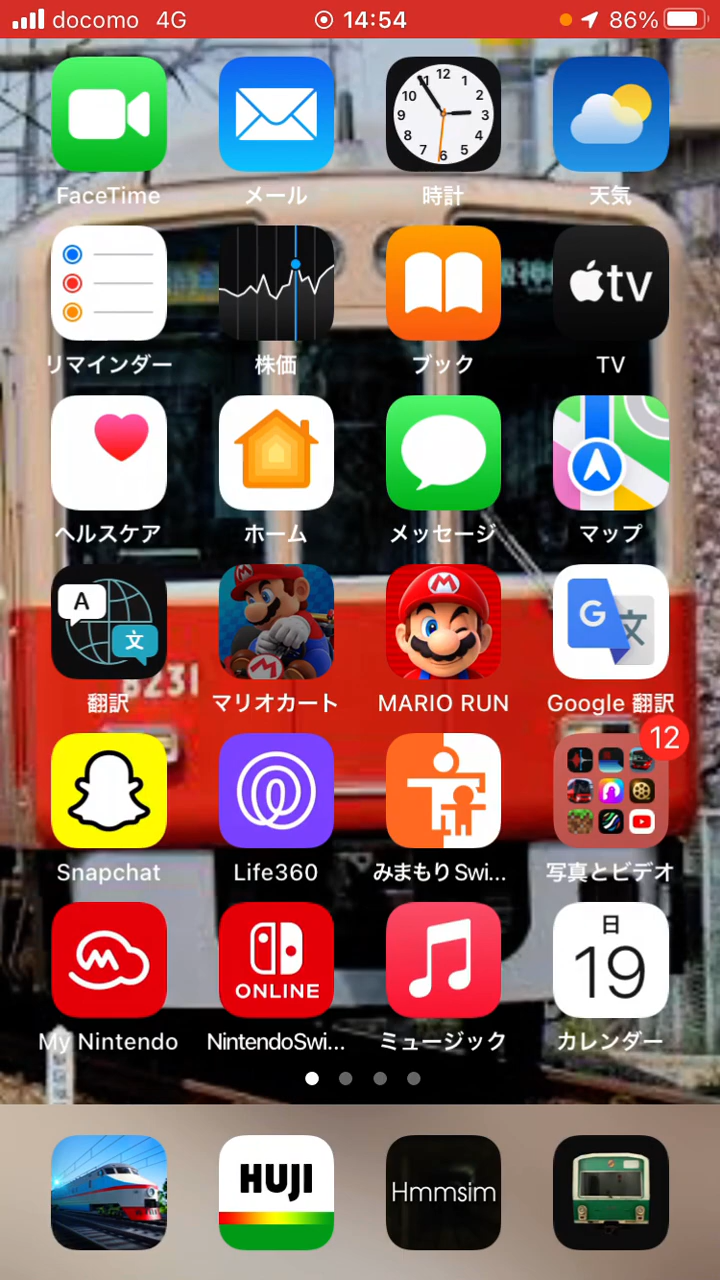 docomo 4G 14:54 86%
FaceTime メール 時計 天気
tv
リマインダー 株価 ブック TV
ヘルスケア ホーム メッセージ マップ
A 文 G 文
翻訳 マリオカート MARIO RUN Google 翻訳
12
Snapchat Life360 みまもりSwi... 写真とビデオ
ONLINE 日 19
My Nintendo NintendoSwi... ミュージック カレンダー
HUJI Hmmsim